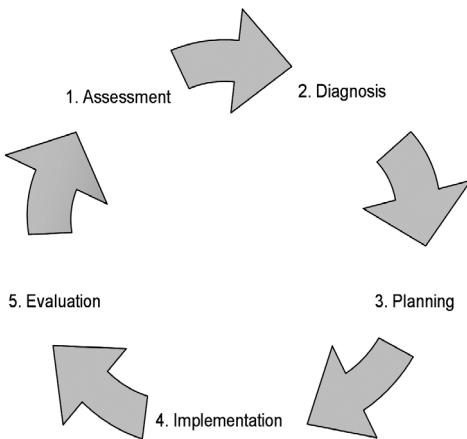 1. Assessment
2. Diagnosis
3. Planning
4. Implementation
5. Evaluation